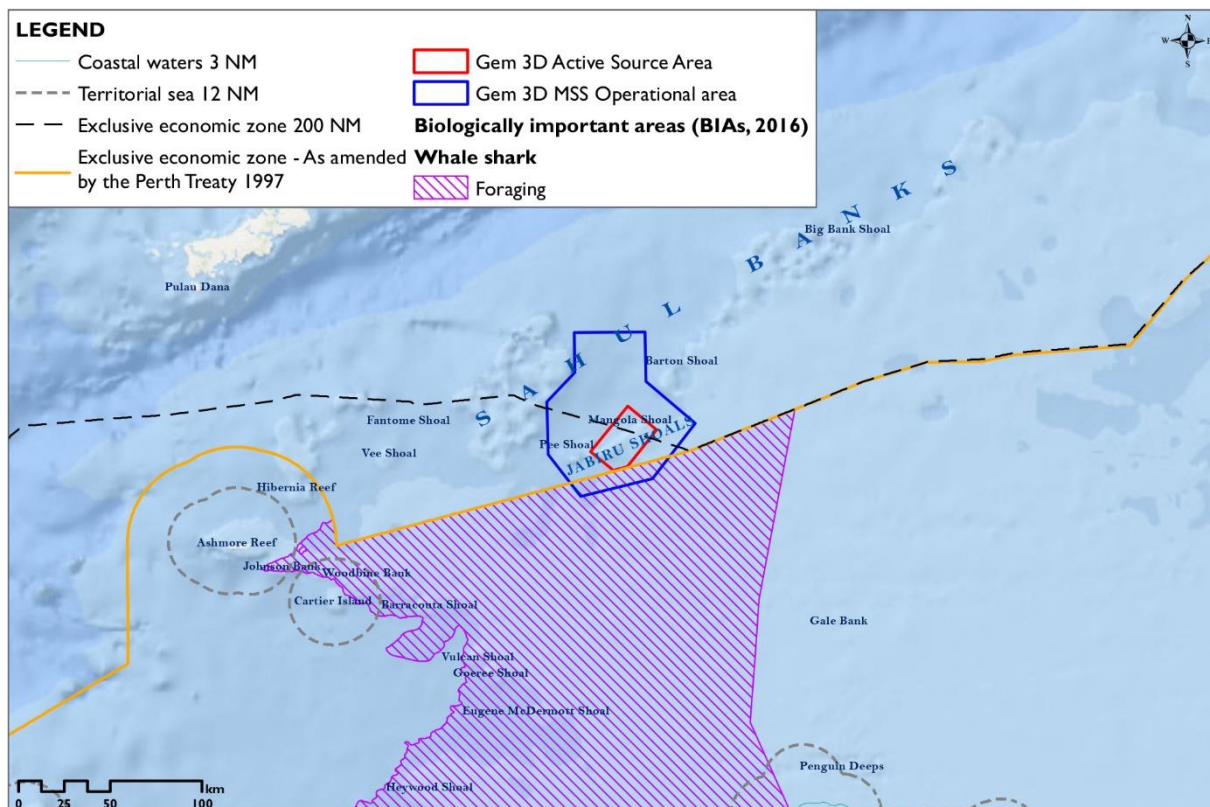 LEGEND
Coastal waters 3 NM
Territorial sea 12 NM
Exclusive economic zone 200 NM
Exclusive economic zone - As amended
by the Perth Treaty 1997
Gem 3D Active Source Area
Gem 3D MSS Operational area
Biologically important areas (BIAs, 2016)
Whale shark
Foraging
N
W E
S
SAHUL BANKS
Big Bank Shoal
Pulau Dana
Barton Shoal
Fantome Shoal
Mangola Shoal
Pee Shoal
JABIRU SHOALS
Vee Shoal
Hibernia Reef
Ashmore Reef
Johnson Bank
Woodbine Bank
Cartier Island
Barracouta Shoal
Gale Bank
Vulcan Shoal
Goeree Shoal
Eugene McDermott Shoal
Penguin Deeps
Heywood Shoal
km
0 25 50 100